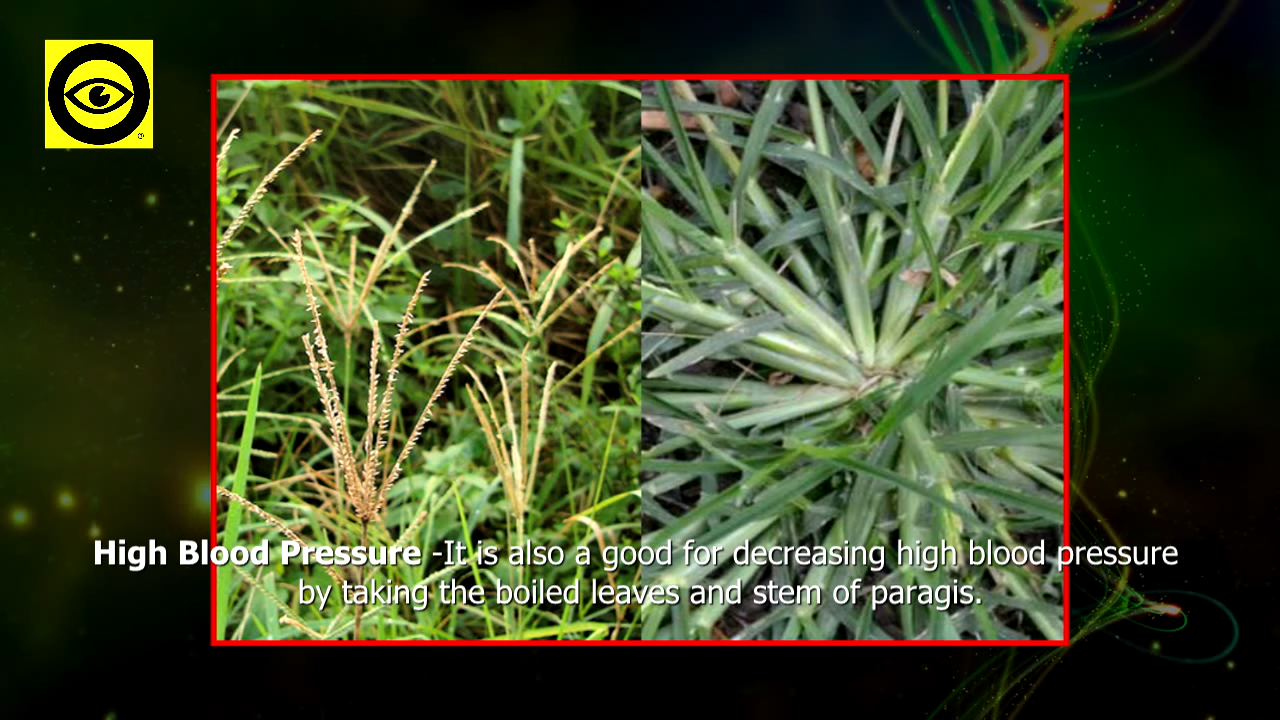 High Blood Pressure -It is also a good for decreasing high blood pressure
by taking the boiled leaves and stem of paragis.